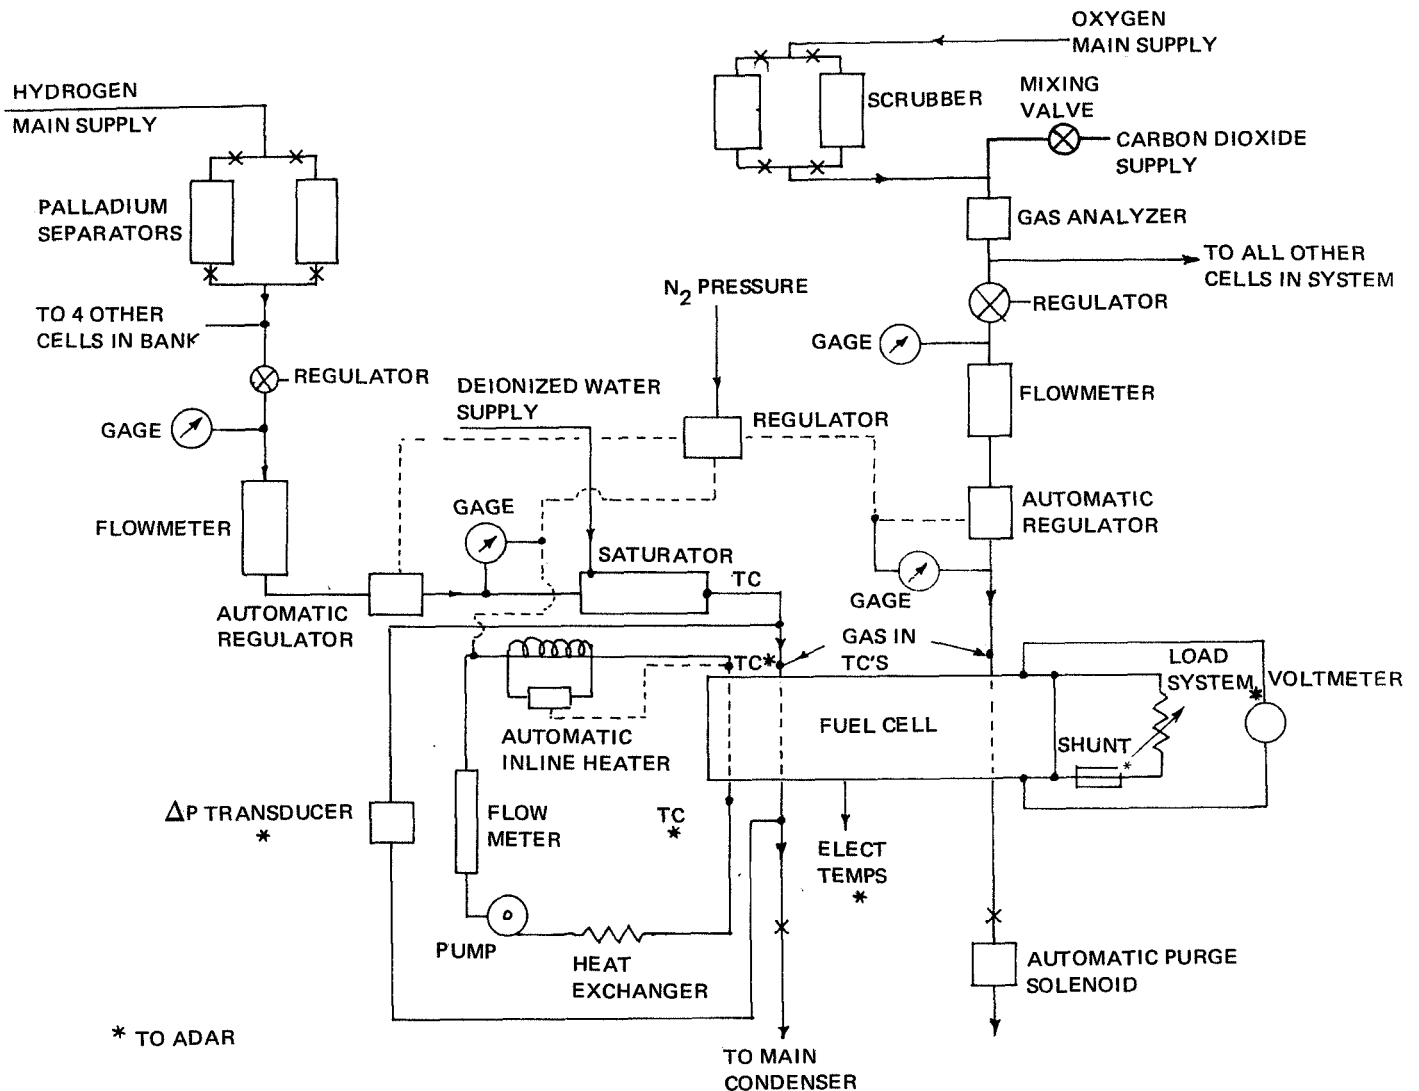 OXYGEN
MAIN SUPPLY
HYDROGEN
MAIN SUPPLY
SCRUBBER
MIXING
VALVE
CARBON DIOXIDE
SUPPLY
PALLADIUM
SEPARATORS
GAS ANALYZER
TO ALL OTHER
CELLS IN SYSTEM
N2 PRESSURE
REGULATOR
TO 4 OTHER
CELLS IN BANK
GAGE
REGULATOR
DEIONIZED WATER
SUPPLY
FLOWMETER
GAGE
REGULATOR
FLOWMETER
GAGE
AUTOMATIC
REGULATOR
SATURATOR
TC
GAGE
AUTOMATIC
REGULATOR
GAS IN
TC'S
TC*
LOAD
SYSTEM
*
VOLTMETER
FUEL CELL
SHUNT
*
AUTOMATIC
INLINE HEATER
ΔP TRANSDUCER
*
FLOW
METER
TC
*
ELECT
TEMPS
*
PUMP
HEAT
EXCHANGER
AUTOMATIC PURGE
SOLENOID
* TO ADAR
TO MAIN
CONDENSER